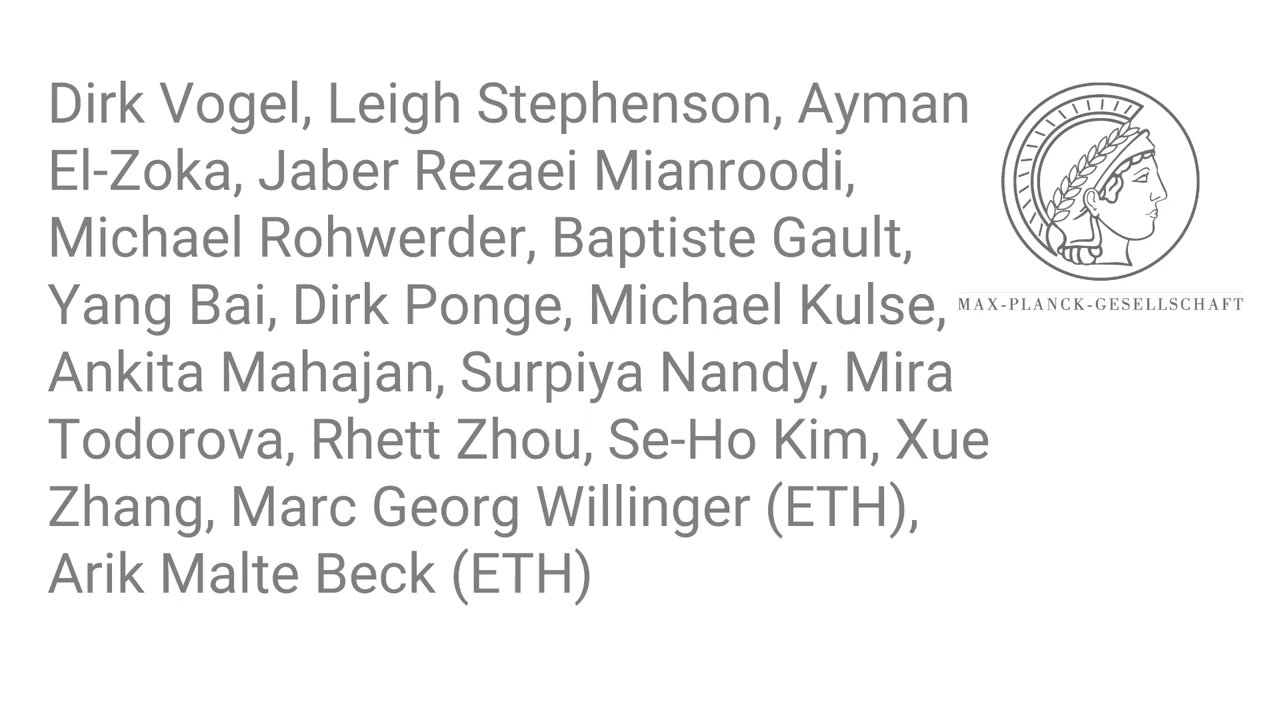 Dirk Vogel, Leigh Stephenson, Ayman
El-Zoka, Jaber Rezaei Mianroodi,
Michael Rohwerder, Baptiste Gault,
Yang Bai, Dirk Ponge, Michael Kulse,
Ankita Mahajan, Surpiya Nandy, Mira
Todorova, Rhett Zhou, Se-Ho Kim, Xue
Zhang, Marc Georg Willinger (ETH),
Arik Malte Beck (ETH)
MAX-PLANCK-GESELLSCHAFT